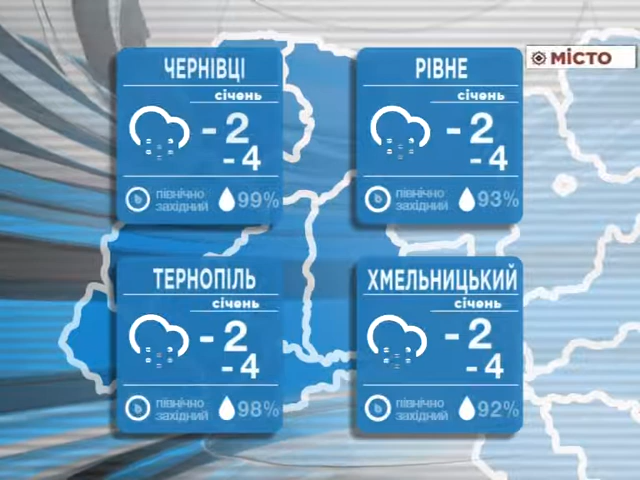 МІСТО
ЧЕРНІВЦІ
січень
-2
-4
північно
західний
99%
РІВНЕ
січень
-2
-4
північно
західний
93%
ТЕРНОПІЛЬ
січень
-2
-4
північно
західний
98%
ХМЕЛЬНИЦЬКИЙ
січень
-2
-4
північно
західний
92%